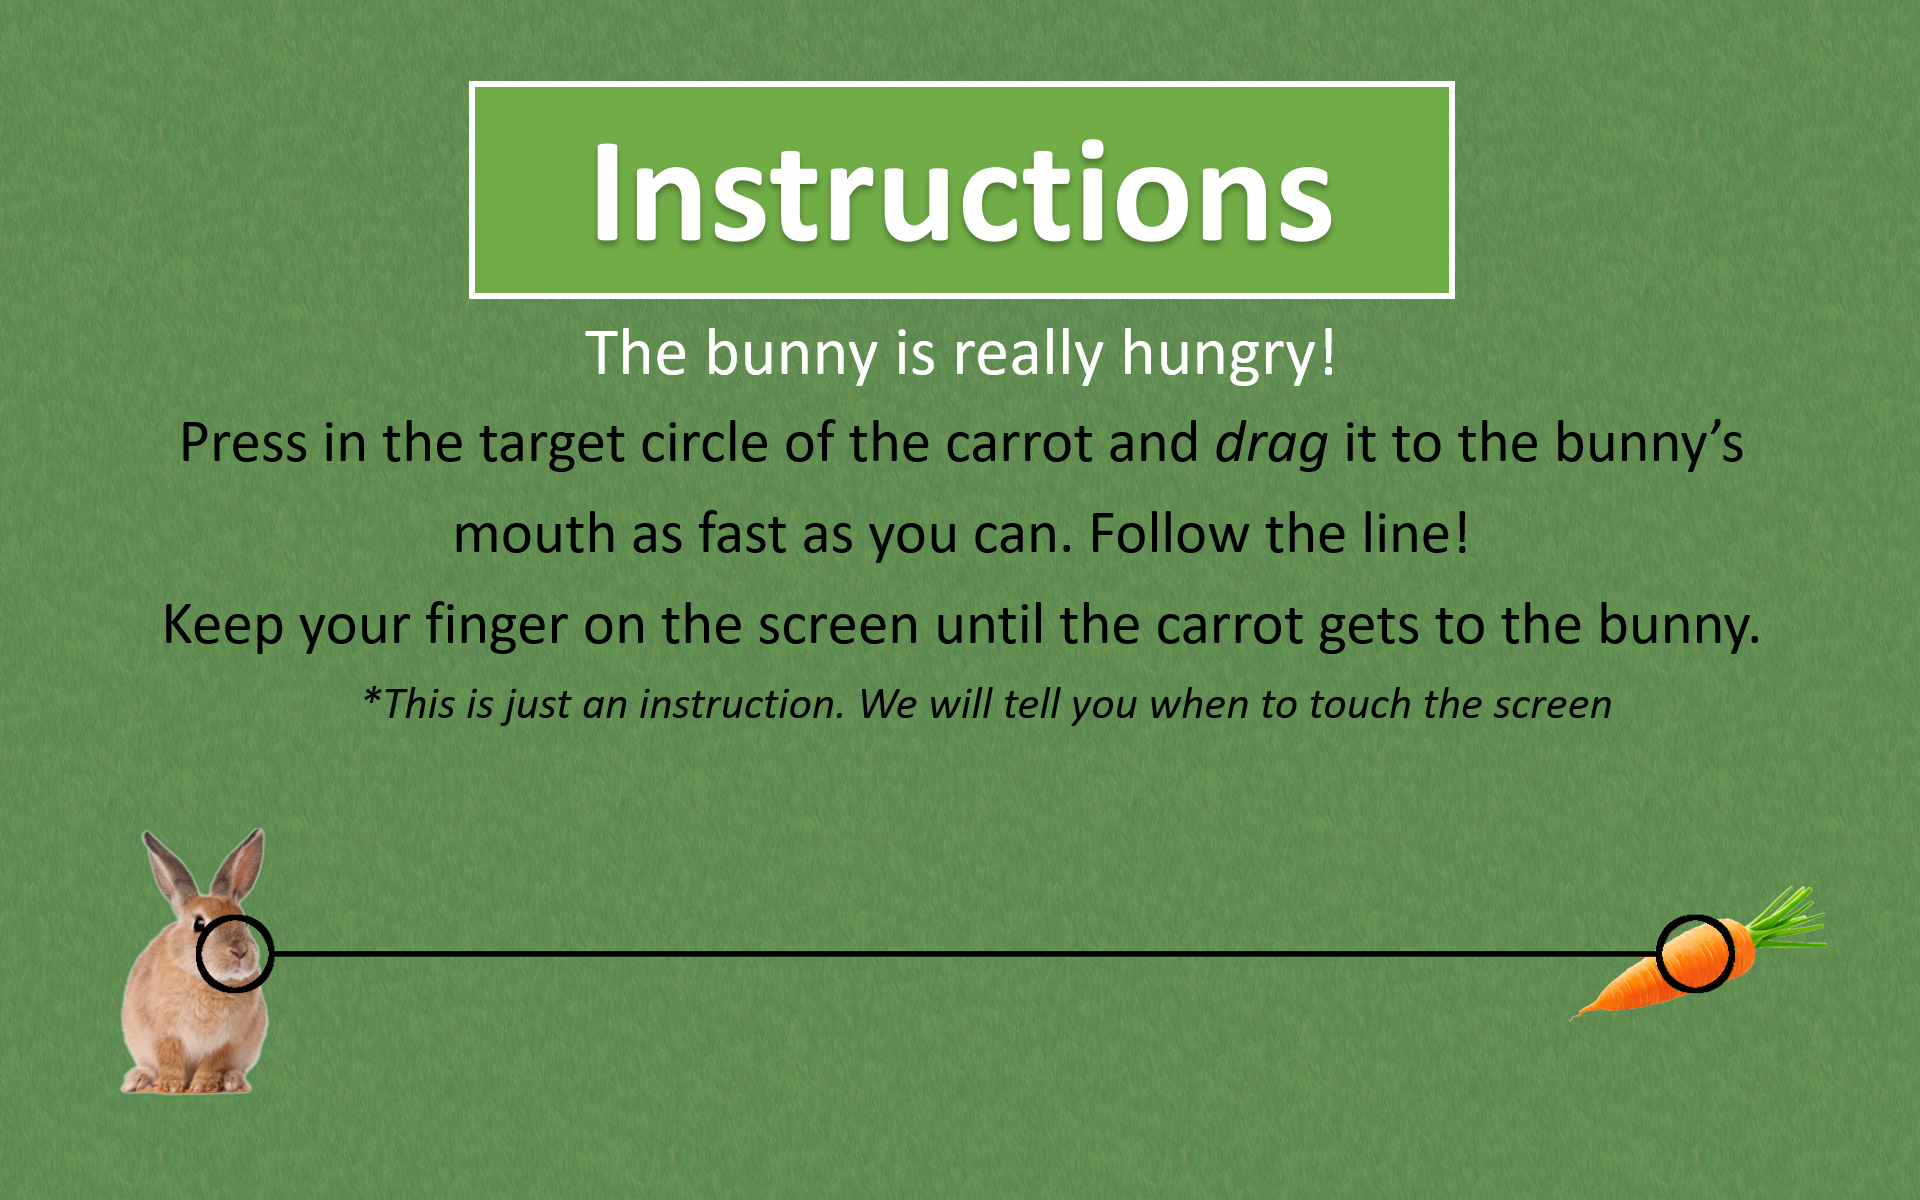 Instructions
The bunny is really hungry!
Press in the target circle of the carrot and drag it to the bunny’s
mouth as fast as you can. Follow the line!
Keep your finger on the screen until the carrot gets to the bunny.
*This is just an instruction. We will tell you when to touch the screen